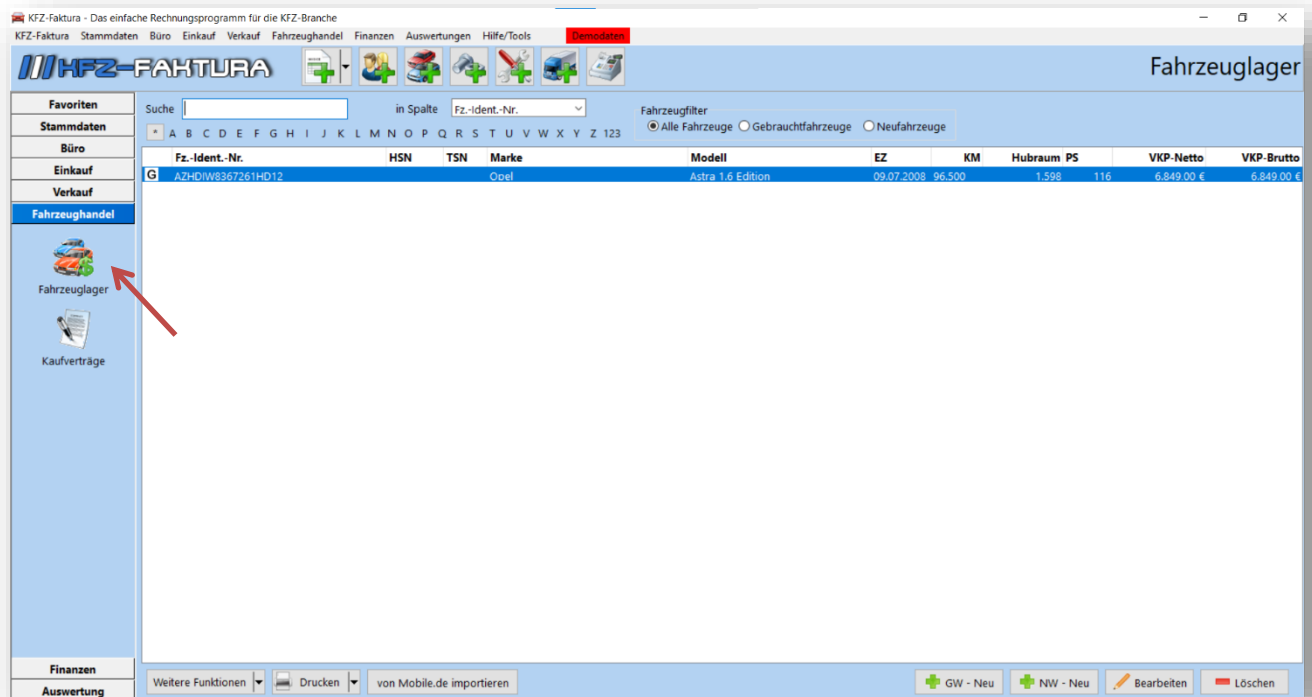 KFZ-Faktura - Das einfache Rechnungsprogramm für die KFZ-Branche
KFZ-Faktura Stammdaten Büro Einkauf Verkauf Fahrzeughandel Finanzen Auswertungen Hilfe/Tools Demodaten
KFZ-FAKTURA
Fahrzeuglager
Favoriten
Stammdaten
Büro
Einkauf
Verkauf
Fahrzeughandel
Fahrzeuglager
Kaufverträge
Finanzen
Auswertung
Suche in Spalte Fz.-Ident.-Nr.
Fahrzeugfilter
Alle Fahrzeuge Gebrauchtfahrzeuge Neufahrzeuge
* A B C D E F G H I J K L M N O P Q R S T U V W X Y Z 123
Fz.-Ident.-Nr. HSN TSN Marke Modell EZ KM Hubraum PS VKP-Netto VKP-Brutto
G AZHDIW8367261HD12 Opel Astra 1.6 Edition 09.07.2008 96.500 1.598 116 6.849.00 € 6.849.00 €
Weitere Funktionen Drucken von Mobile.de importieren GW - Neu NW - Neu Bearbeiten Löschen